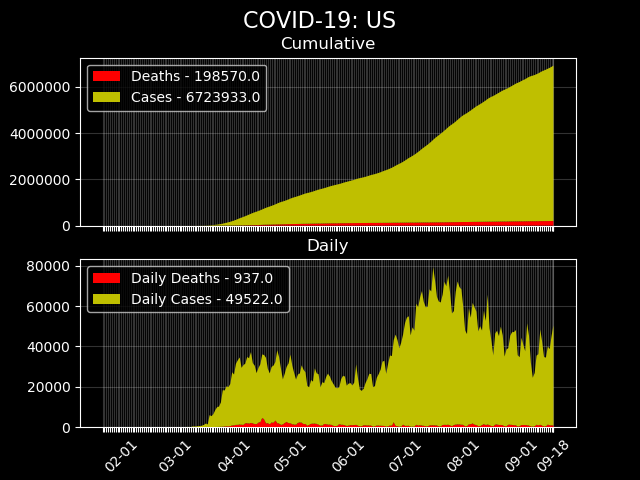 COVID-19: US
Cumulative
Deaths - 198570.0
Cases - 6723933.0
6000000
4000000
2000000
0
Daily
Daily Deaths - 937.0
Daily Cases - 49522.0
80000
60000
40000
20000
0
02-01 03-01 04-01 05-01 06-01 07-01 08-01 09-01 09-18